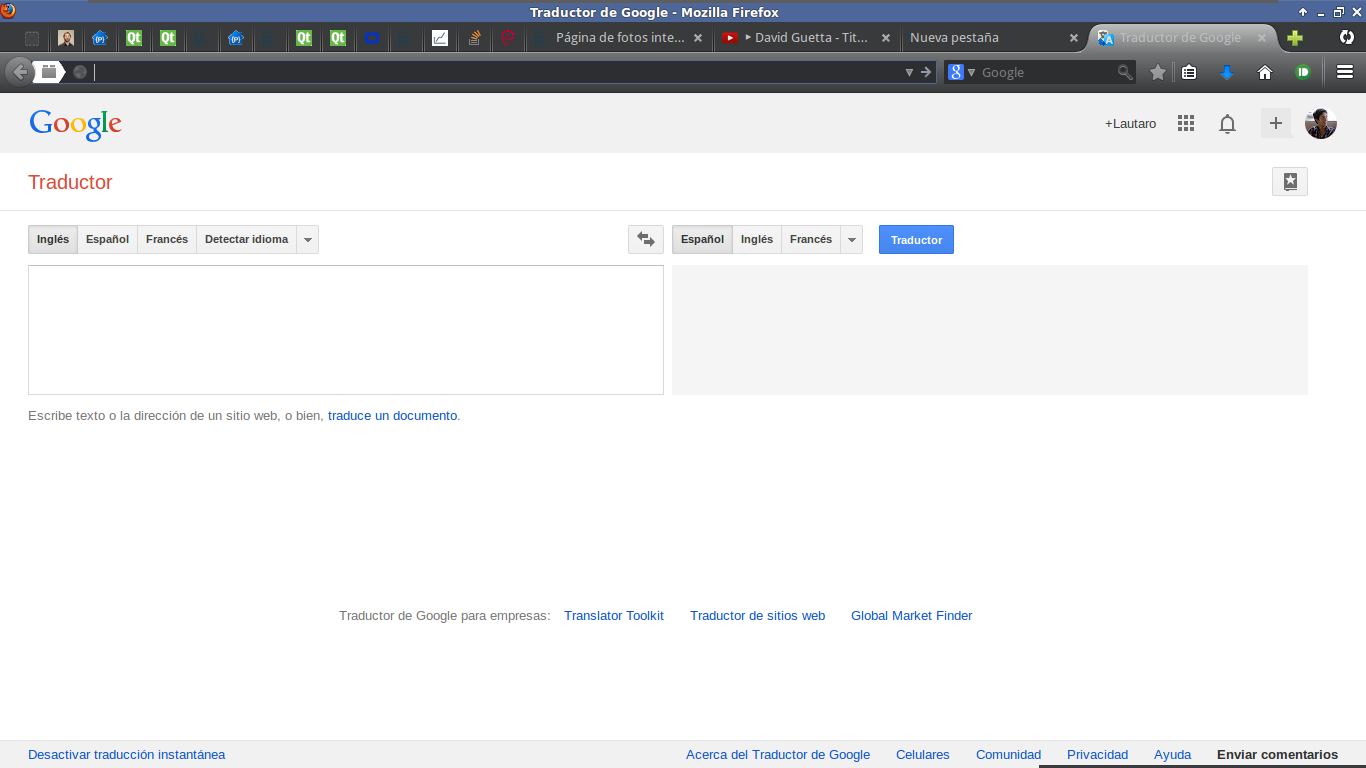 Traductor de Google - Mozilla Firefox
Qt Qt Qt Qt Página de fotos inte... David Guetta - Tit... Nueva pestaña Traductor de Google
Google
Google
+Lautaro
Traductor
Inglés Español Francés Detectar idioma Español Inglés Francés Traductor
Escribe texto o la dirección de un sitio web, o bien, traduce un documento.
Traductor de Google para empresas: Translator Toolkit Traductor de sitios web Global Market Finder
Desactivar traducción instantánea Acerca del Traductor de Google Celulares Comunidad Privacidad Ayuda Enviar comentarios